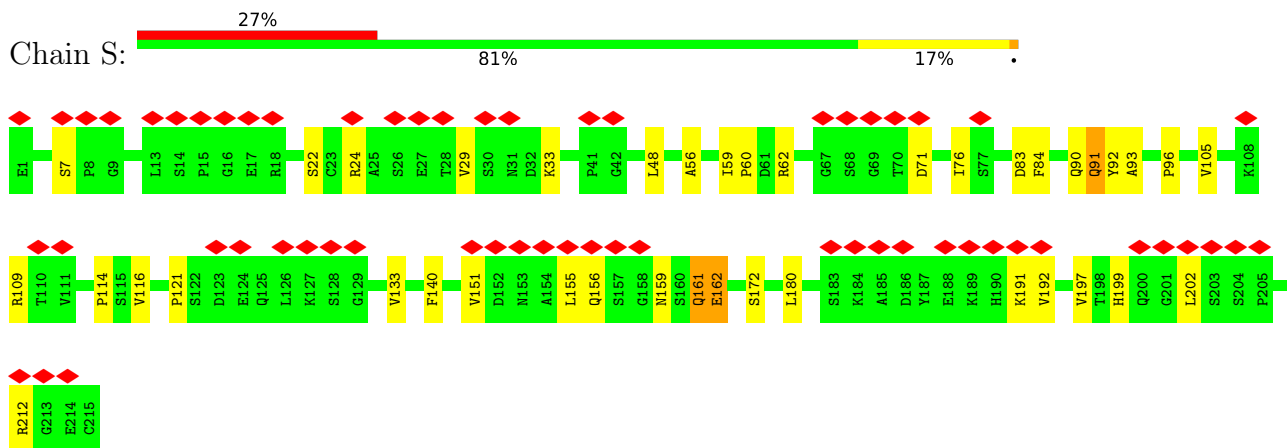 27%
Chain S:
81% 17% •
E1 S7 P8 G9 L13 S14 P15 G16 E17 R18 S22 C23 R24 A25 S26 E27 T28 V29 S30 N31 D32 K33 P41 G42 L48 A56 I59 P60 D61 R62 G67 S68 G69 T70 D71 I76 S77 D83 F84 Q90 Q91 Y92 A93 P96 V105 K108
R109 T110 V111 P114 S115 V116 P121 S122 D123 E124 Q125 L126 K127 S128 G129 V133 F140 V151 D152 N153 A154 L155 Q156 S157 G158 N159 S160 Q161 E162 S172 L180 S183 K184 A185 D186 Y187 E188 K189 H190 K191 V192 V197 T198 H199 Q200 G201 L202 S203 S204 P205
R212 G213 E214 C215